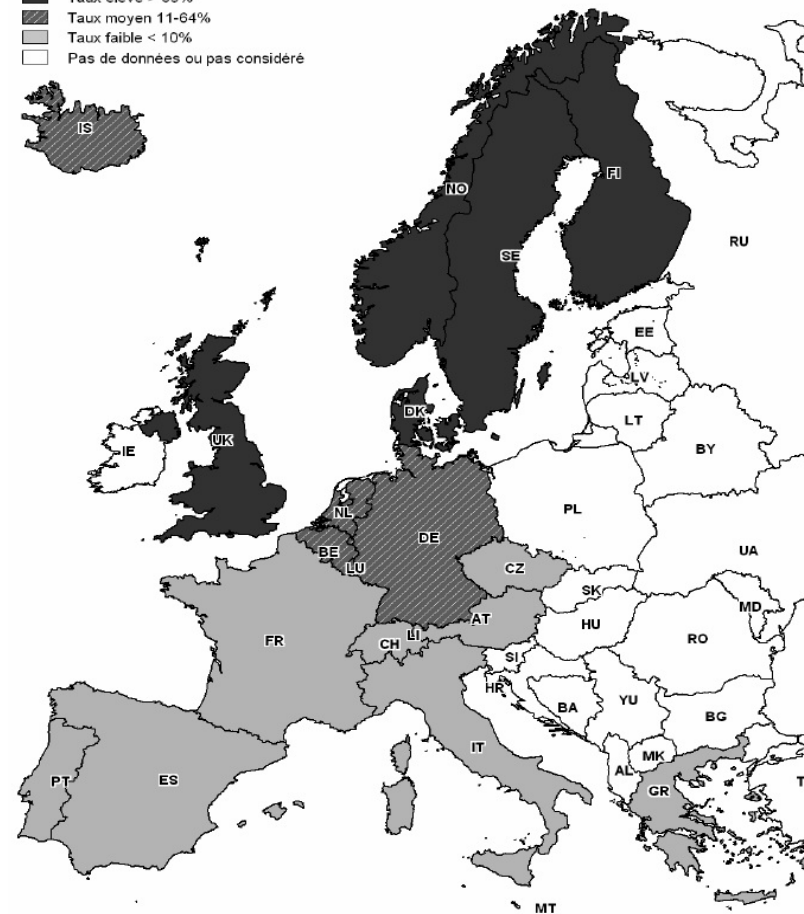 Taux moyen 11-64%
Taux faible < 10%
Pas de données ou pas considéré
IS
NO
FI
SE
RU
EE
LV
DK
LT
IE
UK
BY
NL
PL
DE
BE
UA
LU
CZ
SK
MD
AT
HU
FR
LI
RO
CH
SI
HR
BA
YU
BG
IT
MK
PT
ES
AL
GR
T
MT